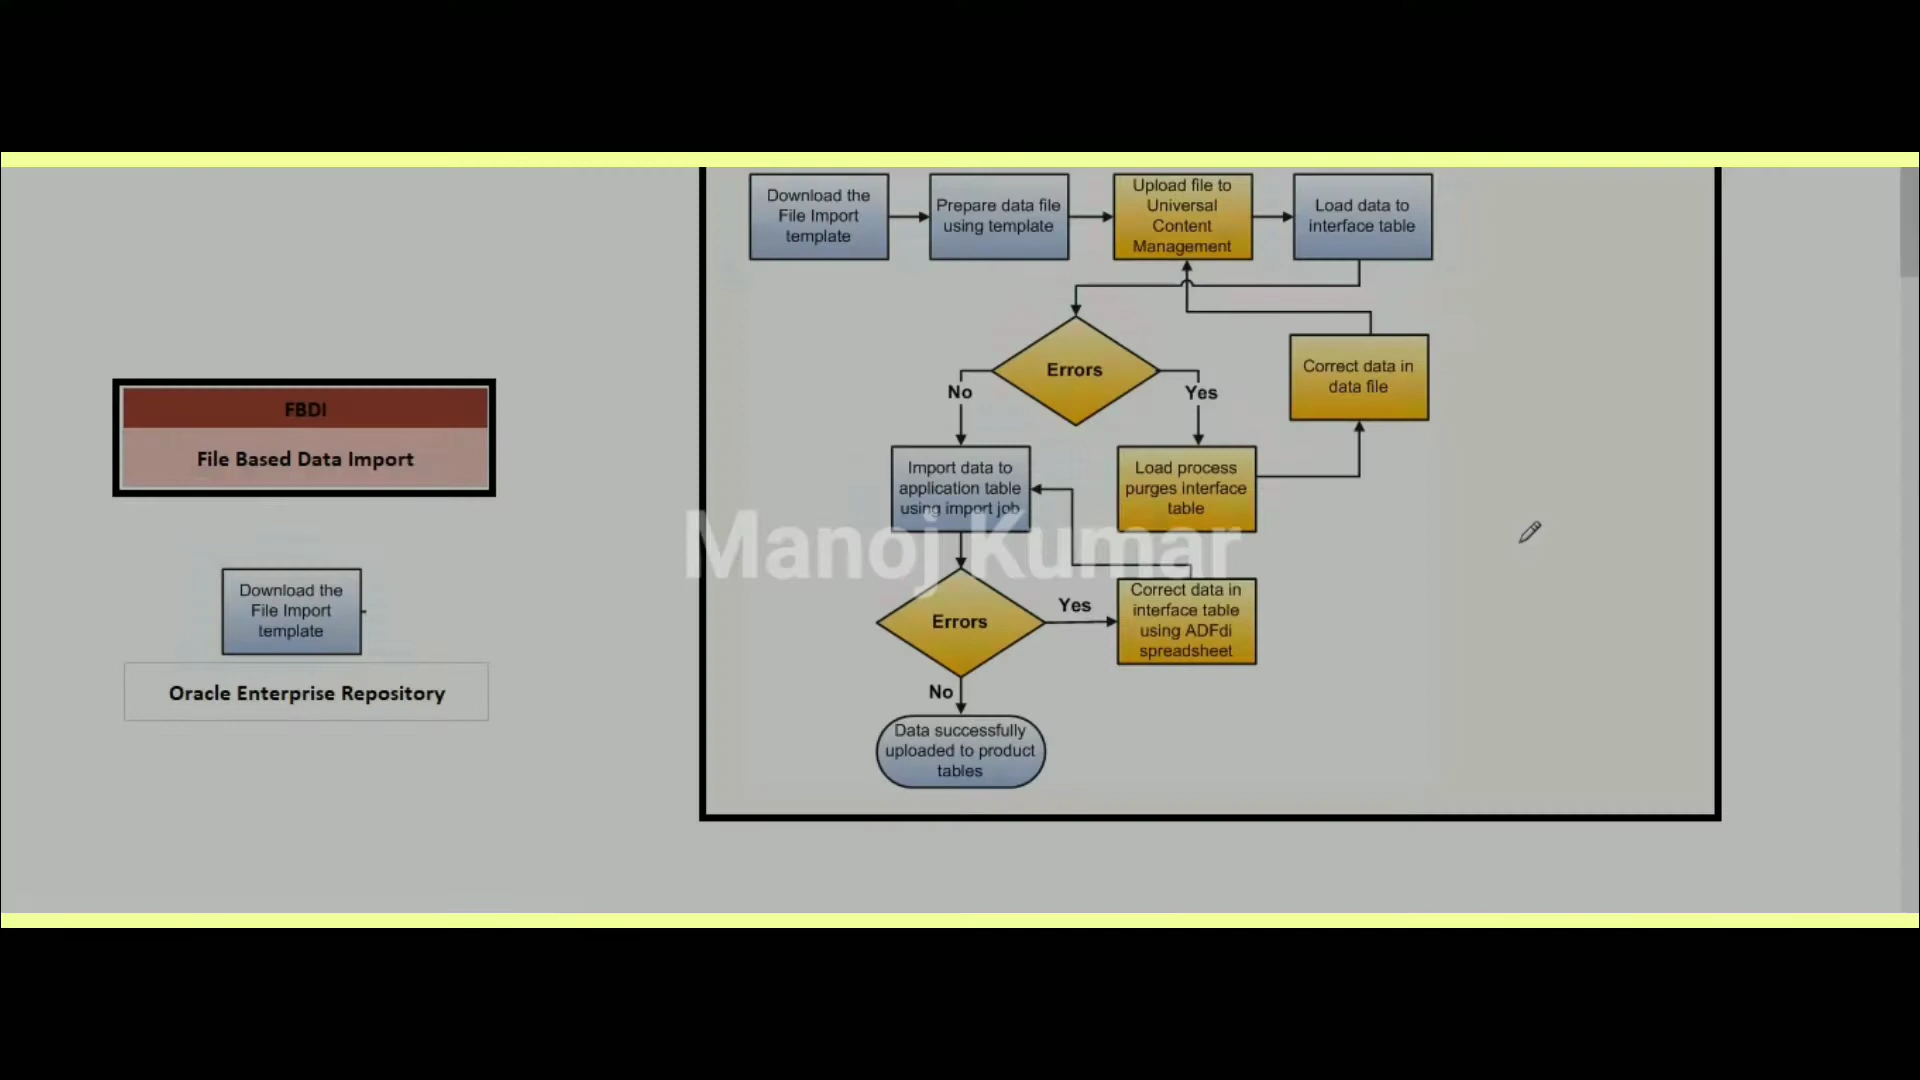 FBDI
File Based Data Import
Download the
File Import
template
Oracle Enterprise Repository
Download the
File Import
template
Prepare data file
using template
Upload file to
Universal
Content
Management
Load data to
interface table
Errors
No
Yes
Correct data in
data file
Import data to
application table
using import job
Load process
purges interface
table
Manoj Kumar
Errors
Yes
Correct data in
interface table
using ADFdi
spreadsheet
No
Data successfully
uploaded to product
tables